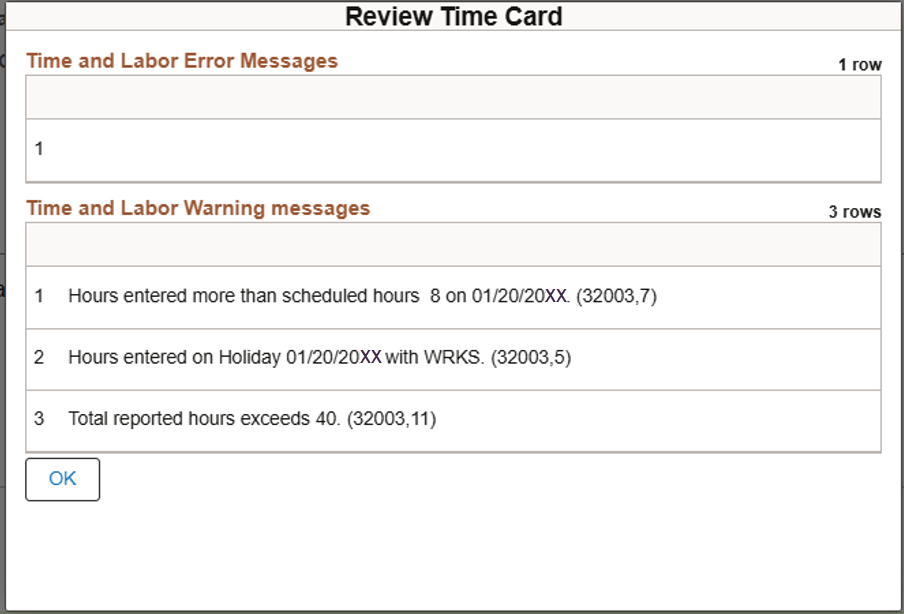 Review Time Card
Time and Labor Error Messages
1 row
1
Time and Labor Warning messages
3 rows
1 Hours entered more than scheduled hours 8 on 01/20/20XX. (32003,7)
2 Hours entered on Holiday 01/20/20XX with WRKS. (32003,5)
3 Total reported hours exceeds 40. (32003,11)
OK